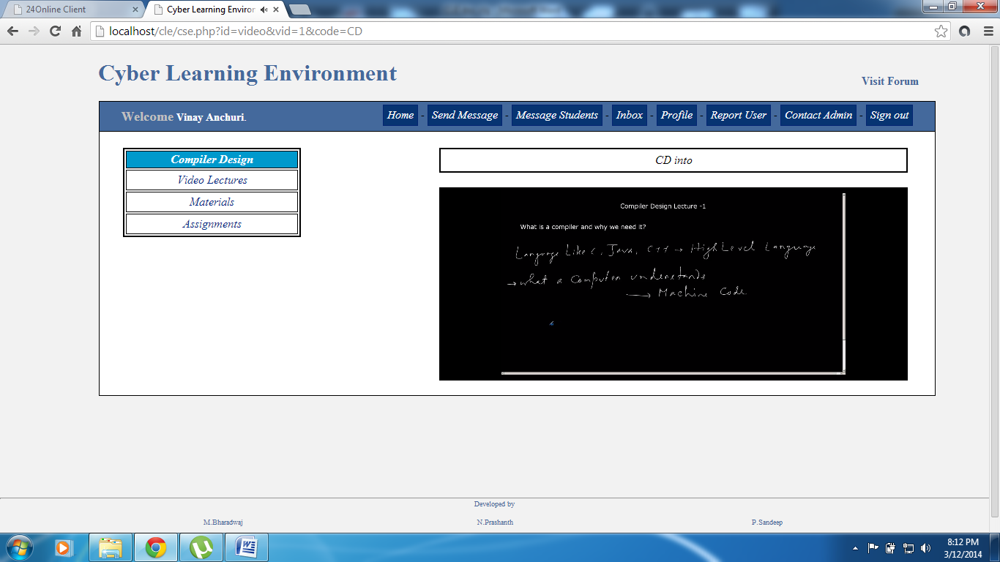 24Online Client
Cyber Learning Environ
localhost/cle/cse.php?id=video&vid=1&code=CD
Cyber Learning Environment
Visit Forum
Welcome Vinay Anchuri.
Home - Send Message - Message Students - Inbox - Profile - Report User - Contact Admin - Sign out
Compiler Design
Video Lectures
Materials
Assignments
CD into
Compiler Design Lecture -1
What is a compiler and why we need it?
Language Like C, Java, C++ → High Level Language
→ what a Computer understands
→ Machine Code
Developed by
M.Bharadwaj N.Prashanth P.Sandeep
8:12 PM
3/12/2014